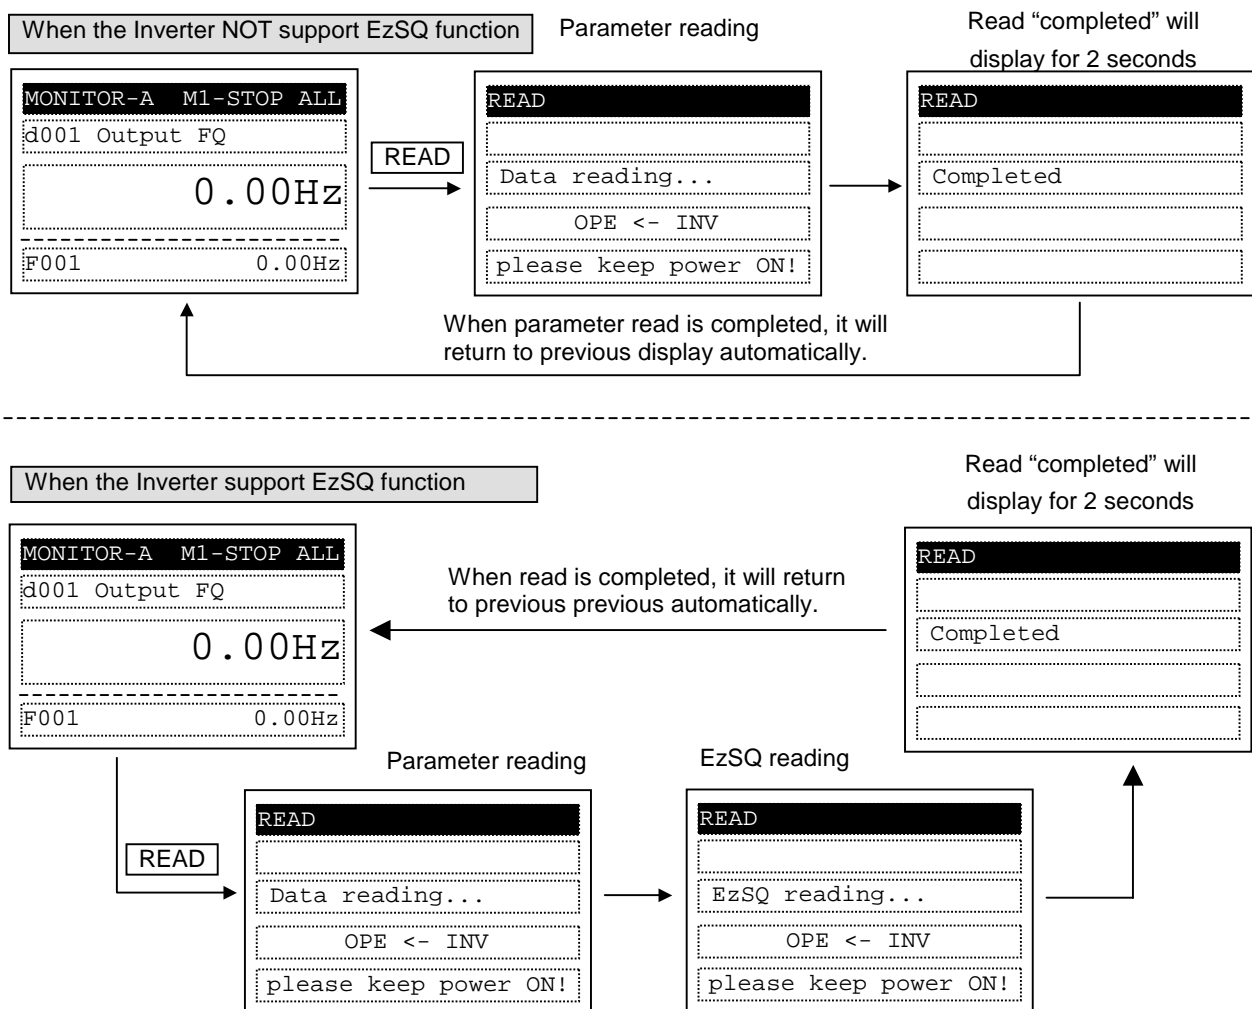 When the Inverter NOT support EzSQ function
Parameter reading
Read “completed” will
display for 2 seconds
MONITOR-A M1-STOP ALL
d001 Output FQ
0.00Hz
F001 0.00Hz
READ
READ
Data reading...
OPE <- INV
please keep power ON!
READ
Completed
When parameter read is completed, it will
return to previous display automatically.
When the Inverter support EzSQ function
Read “completed” will
display for 2 seconds
MONITOR-A M1-STOP ALL
d001 Output FQ
0.00Hz
F001 0.00Hz
When read is completed, it will return
to previous previous automatically.
READ
Completed
Parameter reading
EzSQ reading
READ
READ
Data reading...
OPE <- INV
please keep power ON!
READ
EzSQ reading...
OPE <- INV
please keep power ON!